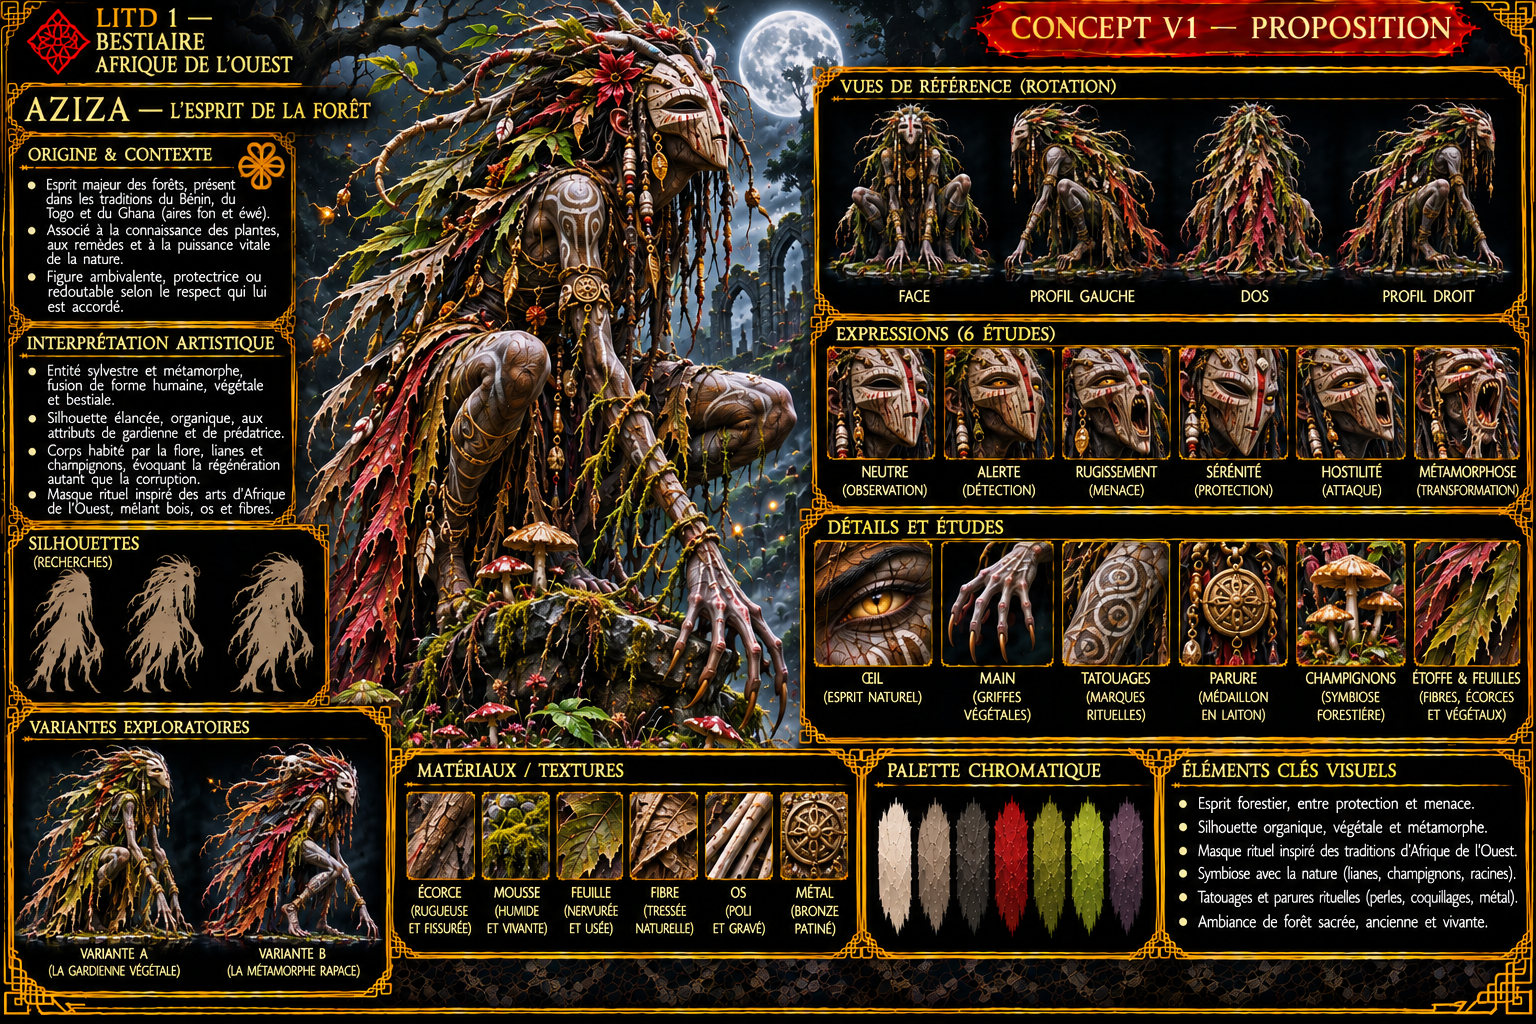 LITD 1 —
BESTIAIRE
AFRIQUE DE L'OUEST
CONCEPT V1 — PROPOSITION
AZIZA — L'ESPRIT DE LA FORÊT
ORIGINE & CONTEXTE
• Esprit majeur des forêts, présent
dans les traditions du Bénin, du
Togo et du Ghana (aires fon et éwé).
• Associé à la connaissance des plantes,
aux remèdes et à la puissance vitale
de la nature.
• Figure ambivalente, protectrice ou
redoutable selon le respect qui lui
est accordé.
INTERPRÉTATION ARTISTIQUE
• Entité sylvestre et métamorphe,
fusion de forme humaine, végétale
et bestiale.
• Silhouette élancée, organique, aux
attributs de gardienne et de prédatrice.
• Corps habité par la flore, lianes et
champignons, évoquant la régénération
autant que la corruption.
• Masque rituel inspiré des arts d'Afrique
de l'Ouest, mêlant bois, os et fibres.
SILHOUETTES
(RECHERCHES)
VARIANTES EXPLORATOIRES
VARIANTE A
(LA GARDIENNE VÉGÉTALE)
VARIANTE B
(LA MÉTAMORPHE RAPACE)
VUES DE RÉFÉRENCE (ROTATION)
FACE
PROFIL GAUCHE
DOS
PROFIL DROIT
EXPRESSIONS (6 ÉTUDES)
NEUTRE
(OBSERVATION)
ALERTE
(DÉTECTION)
RUGISSEMENT
(MENACE)
SÉRÉNITÉ
(PROTECTION)
HOSTILITÉ
(ATTAQUE)
MÉTAMORPHOSE
(TRANSFORMATION)
DÉTAILS ET ÉTUDES
ŒIL
(ESPRIT NATUREL)
MAIN
(GRIFFES
VÉGÉTALES)
TATOUAGES
(MARQUES
RITUELLES)
PARURE
(MÉDAILLON
EN LAITON)
CHAMPIGNONS
(SYMBIOSE
FORESTIÉRE)
ÉTOFFE & FEUILLES
(FIBRES, ÉCORCES
ET VÉGÉTAUX)
MATÉRIAUX / TEXTURES
ÉCORCE
(RUGUEUSE
ET FISSURÉE)
MOUSSE
(HUMIDE
ET VIVANTE)
FEUILLE
(NERVURÉE
ET USÉE)
FIBRE
(TRESSÉE
NATURELLE)
OS
(POLI
ET GRAVÉ)
MÉTAL
(BRONZE
PATINÉ)
PALETTE CHROMATIQUE
ÉLÉMENTS CLÉS VISUELS
• Esprit forestier, entre protection et menace.
• Silhouette organique, végétale et métamorphe.
• Masque rituel inspiré des traditions d'Afrique de l'Ouest.
• Symbiose avec la nature (lianes, champignons, racines).
• Tatouages et parures rituelles (perles, coquillages, métal).
• Ambiance de forêt sacrée, ancienne et vivante.